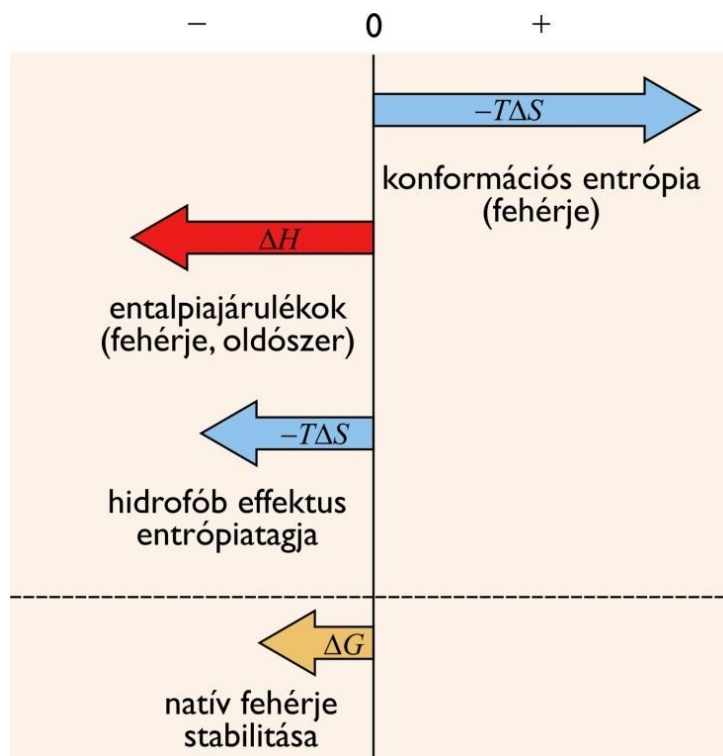 − 0 +
−TΔS
konformációs entrópia
(fehérje)
ΔH
entalpiajárulékok
(fehérje, oldószer)
−TΔS
hidrofób effektus
entrópiatagja
ΔG
natív fehérje
stabilitása